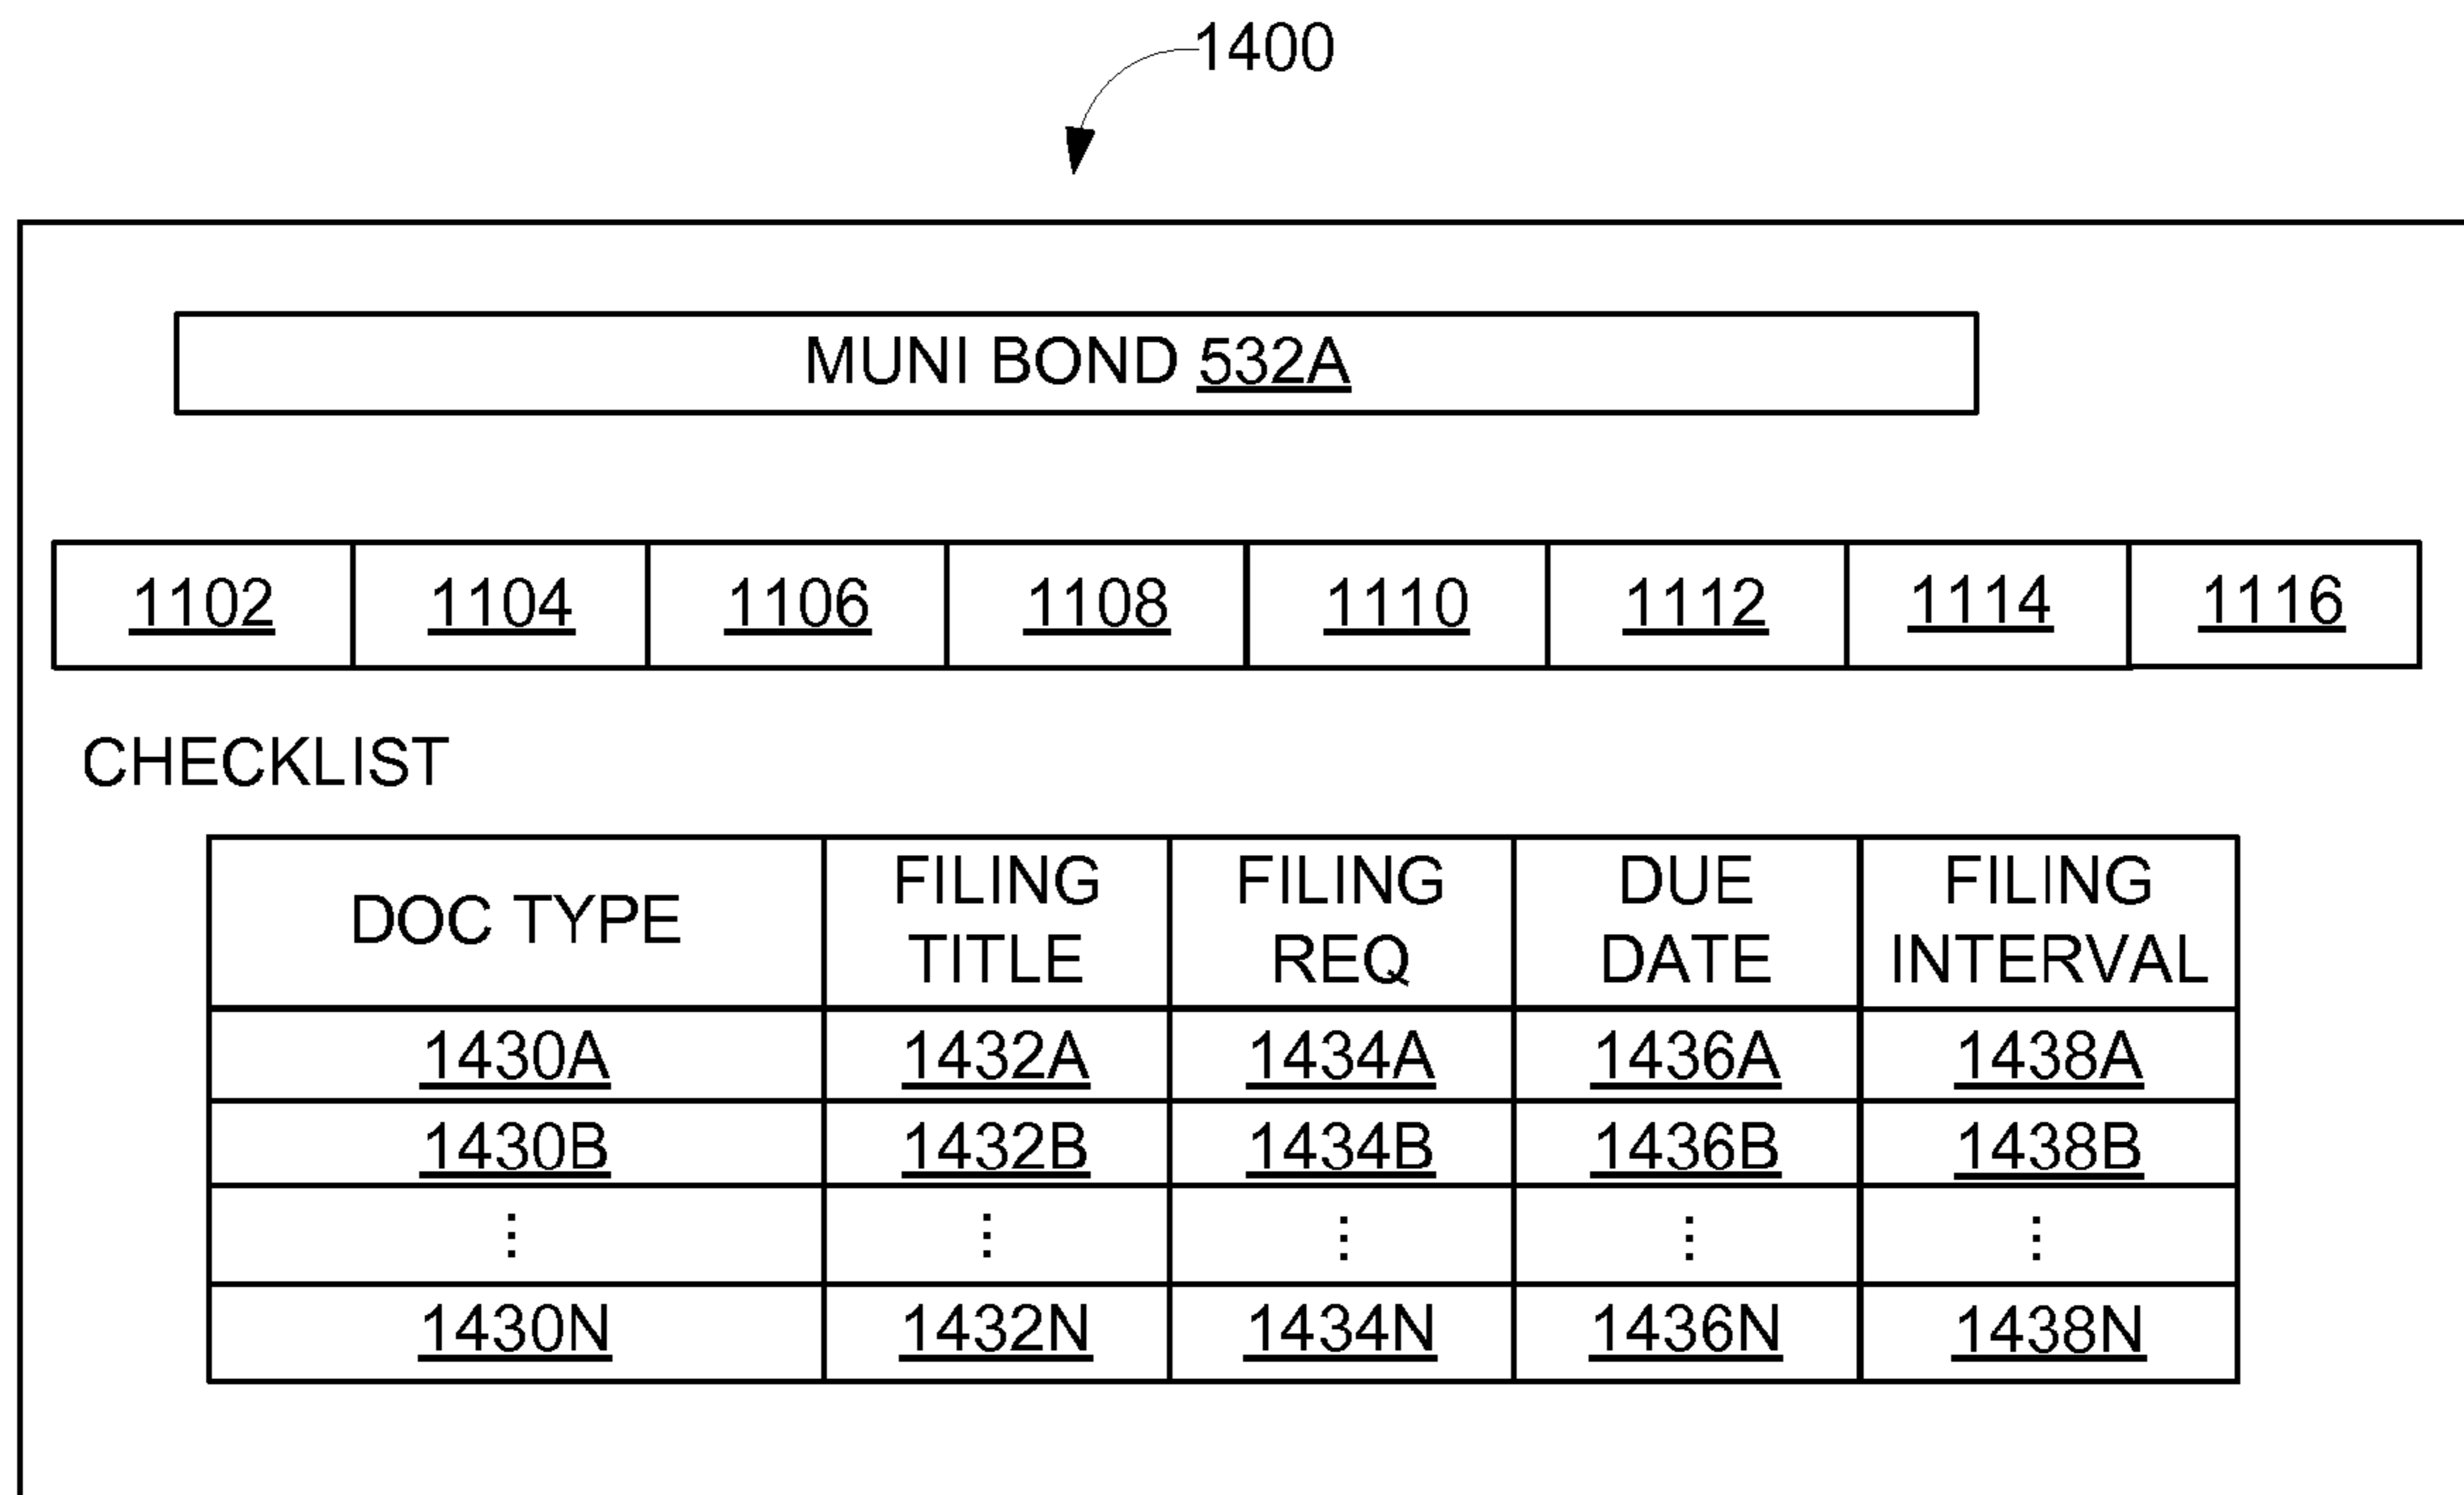 1400
MUNI BOND 532A
1102 1104 1106 1108 1110 1112 1114 1116
CHECKLIST
DOC TYPE FILING TITLE FILING REQ DUE DATE FILING INTERVAL
1430A 1432A 1434A 1436A 1438A
1430B 1432B 1434B 1436B 1438B
⋮ ⋮ ⋮ ⋮ ⋮
1430N 1432N 1434N 1436N 1438N